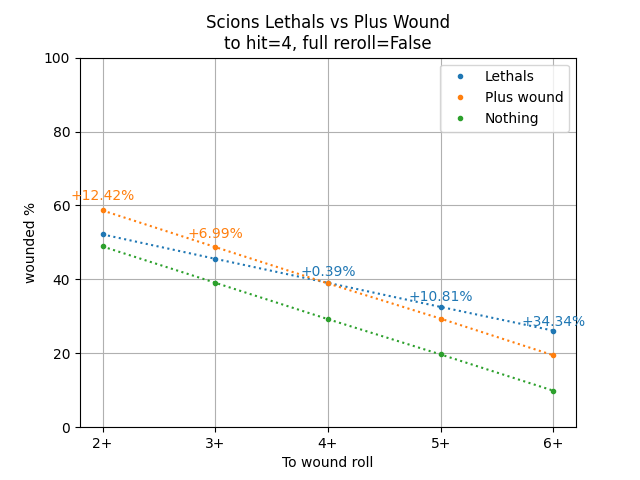 Scions Lethals vs Plus Wound
to hit=4, full reroll=False
100
80
60
40
20
0
wounded %
Lethals
Plus wound
Nothing
+12.42%
+6.99%
+0.39%
+10.81%
+34.34%
2+
3+
4+
5+
6+
To wound roll